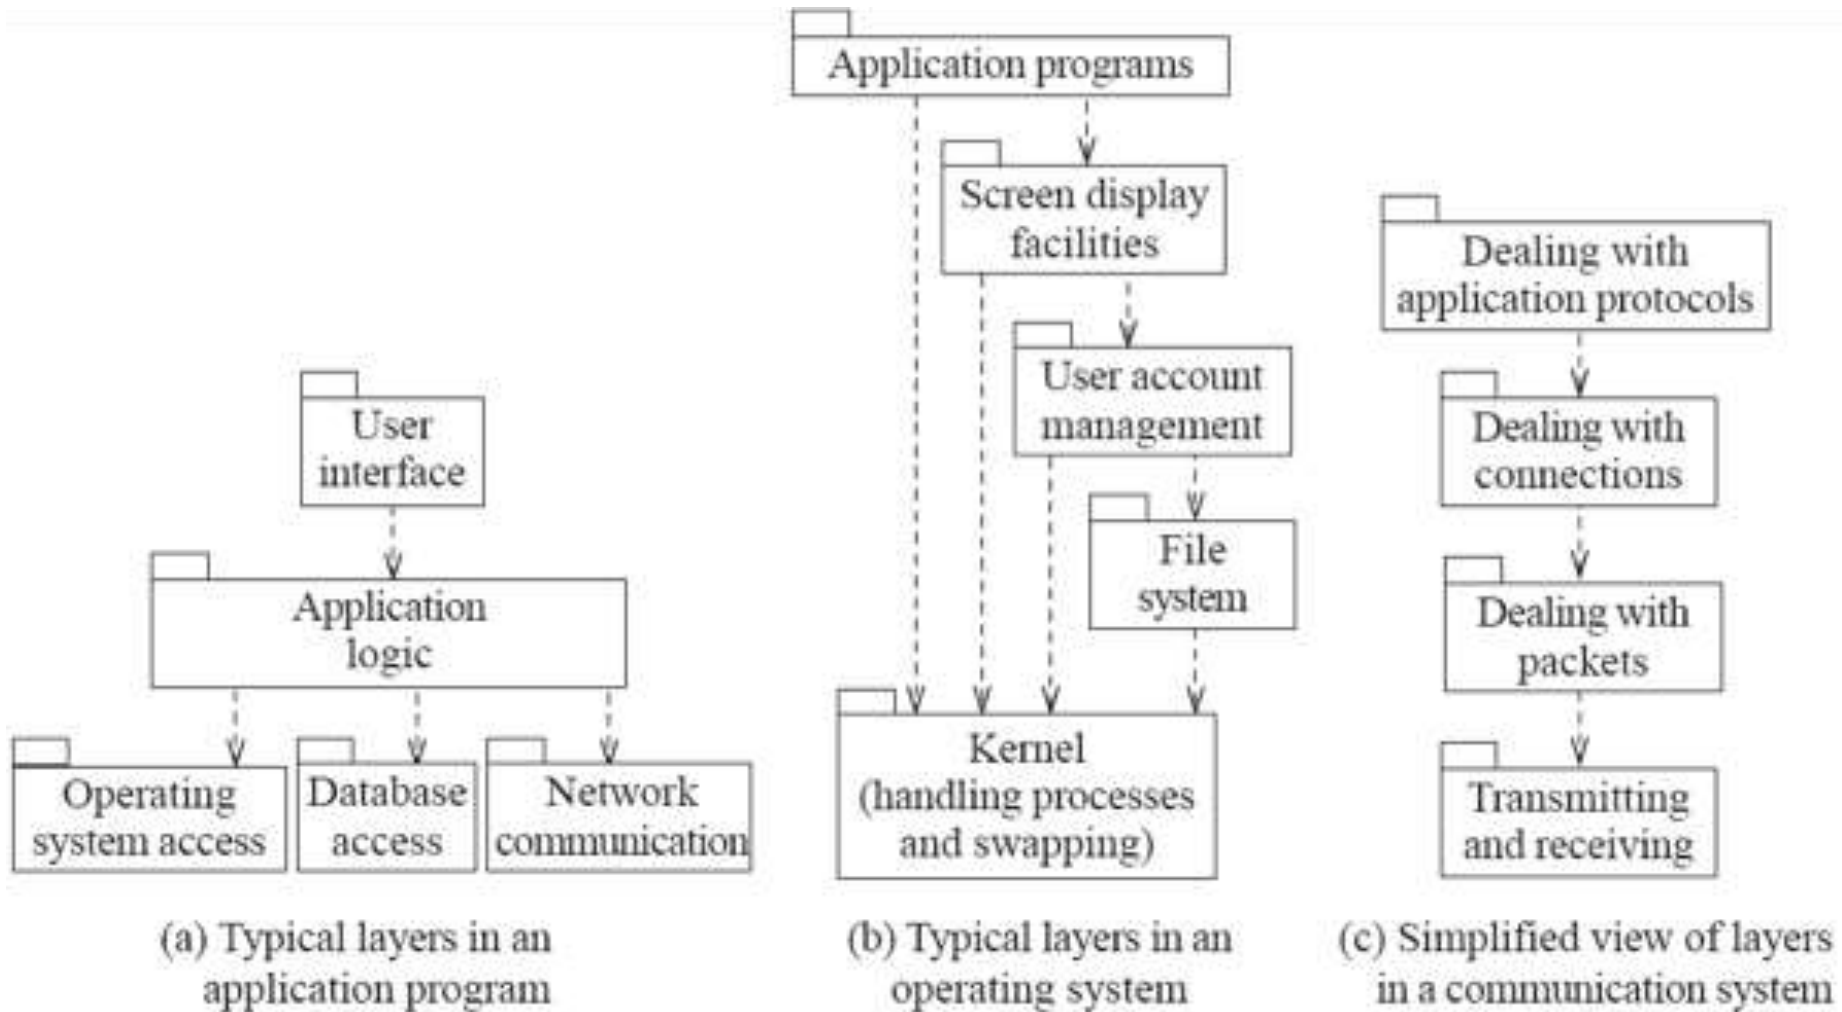 User
interface
Application
logic
Operating
system access
Database
access
Network
communication
(a) Typical layers in an
application program
Application programs
Screen display
facilities
User account
management
File
system
Kernel
(handling processes
and swapping)
(b) Typical layers in an
operating system
Dealing with
application protocols
Dealing with
connections
Dealing with
packets
Transmitting
and receiving
(c) Simplified view of layers
in a communication system